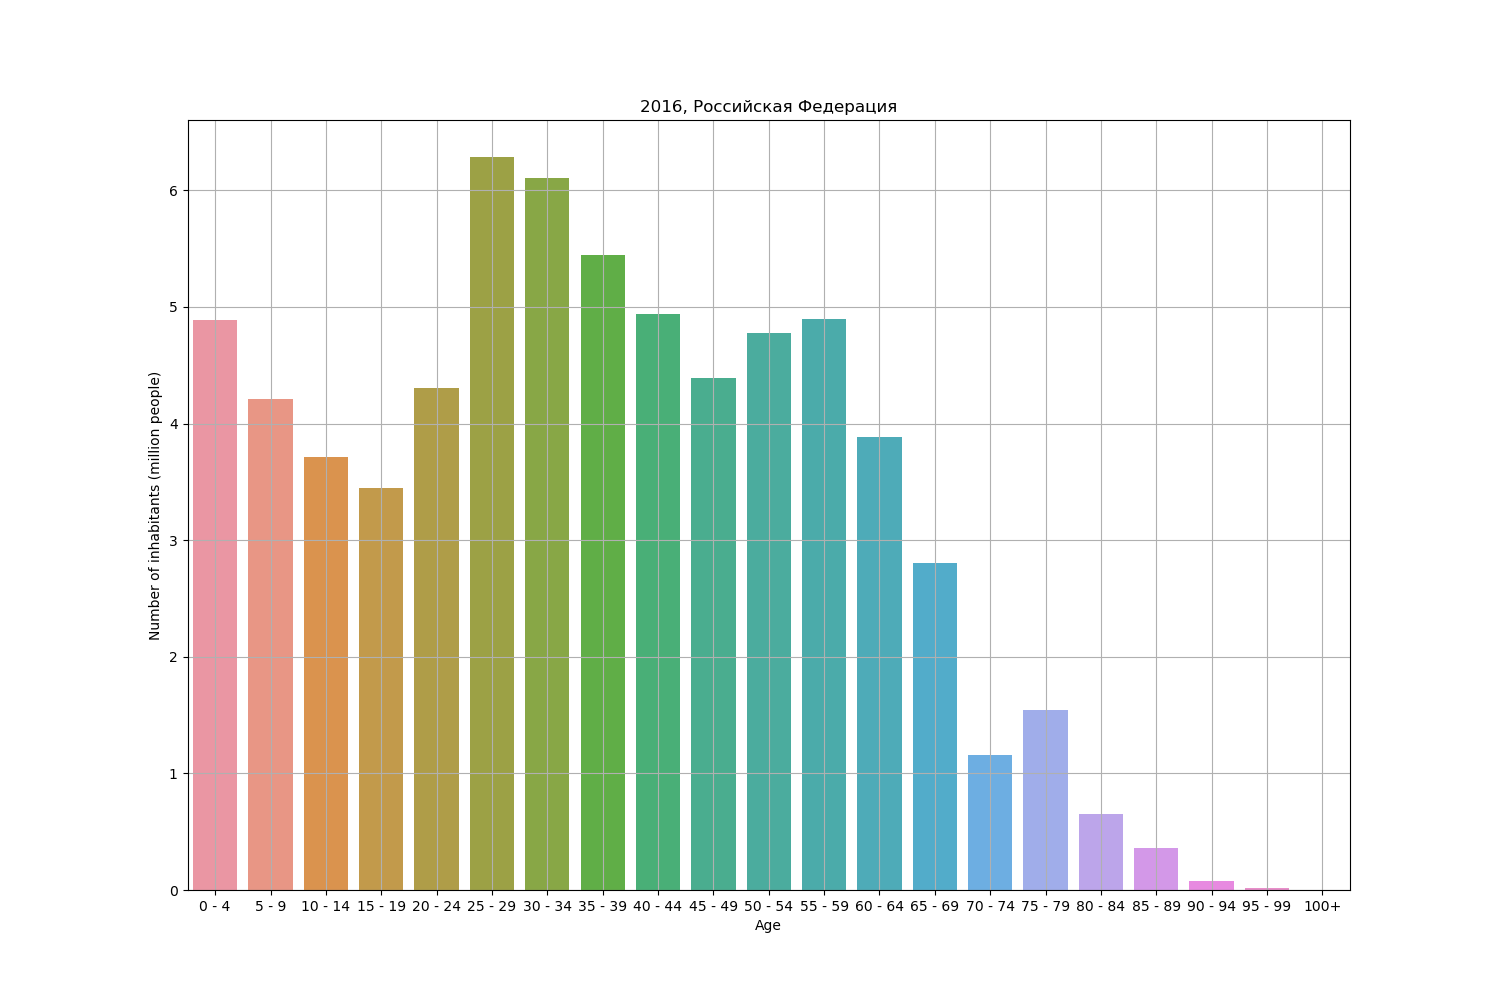 2016, Российская Федерация
Number of inhabitants (million people)
6
5
4
3
2
1
0
0 - 4 5 - 9 10 - 14 15 - 19 20 - 24 25 - 29 30 - 34 35 - 39 40 - 44 45 - 49 50 - 54 55 - 59 60 - 64 65 - 69 70 - 74 75 - 79 80 - 84 85 - 89 90 - 94 95 - 99 100+
Age